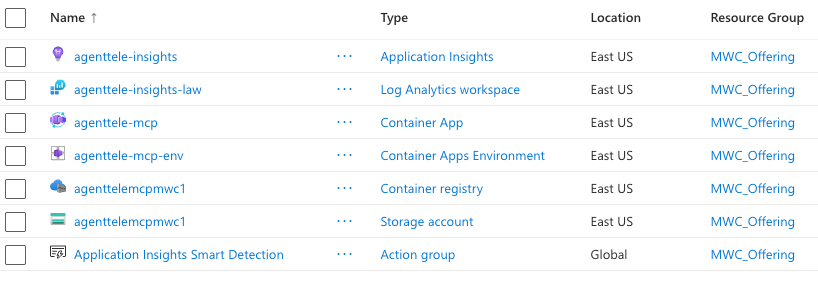 Name ↑ Type Location Resource Group
agenttele-insights ... Application Insights East US MWC_Offering
agenttele-insights-law ... Log Analytics workspace East US MWC_Offering
agenttele-mcp ... Container App East US MWC_Offering
agenttele-mcp-env ... Container Apps Environment East US MWC_Offering
agenttelemcpmwc1 ... Container registry East US MWC_Offering
agenttelemcpmwc1 ... Storage account East US MWC_Offering
Application Insights Smart Detection ... Action group Global MWC_Offering